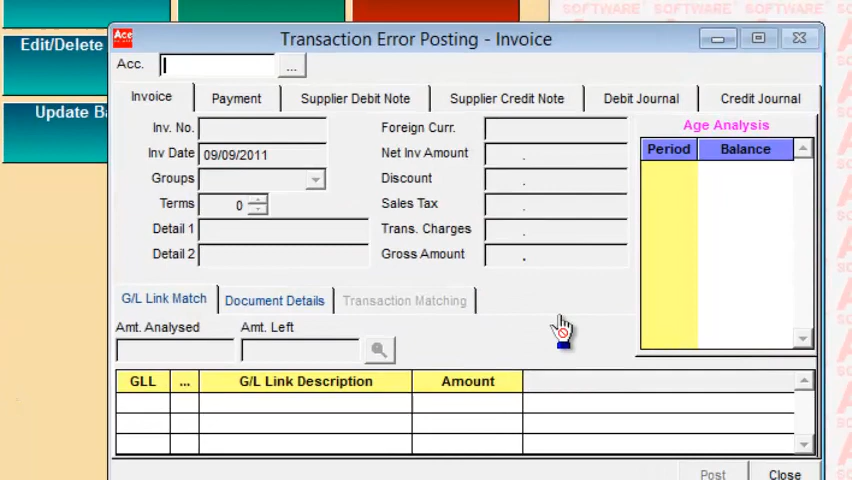 SOFTWARE SOFTWARE SOFTWARE
Edit/Delete
Update Ba
Ace
Transaction Error Posting - Invoice
Acc. ...
Invoice Payment Supplier Debit Note Supplier Credit Note Debit Journal Credit Journal
Inv. No. Foreign Curr. Age Analysis
Inv Date 09/09/2011 Net Inv Amount . Period Balance
Groups Discount .
Terms 0 Sales Tax .
Detail 1 Trans. Charges .
Detail 2 Gross Amount .
G/L Link Match Document Details Transaction Matching
Amt. Analysed Amt. Left
GLL ... G/L Link Description Amount
Post Close